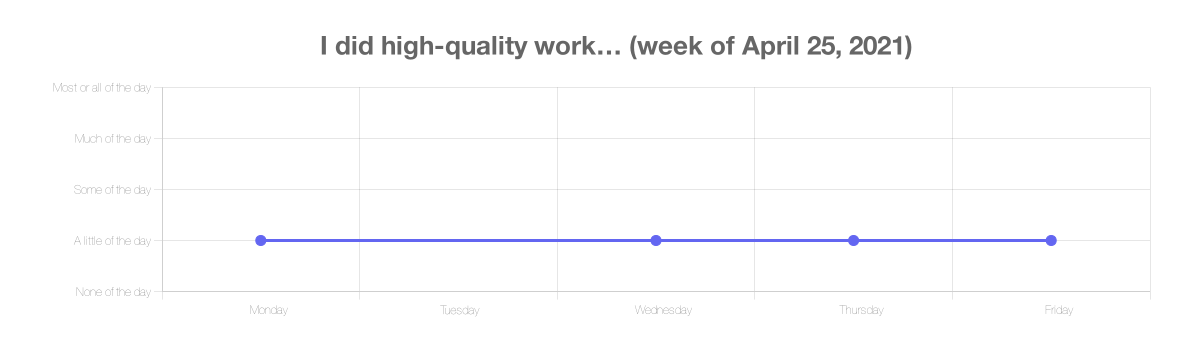 I did high-quality work… (week of April 25, 2021)
Most or all of the day
Much of the day
Some of the day
A little of the day
None of the day
Monday Tuesday Wednesday Thursday Friday